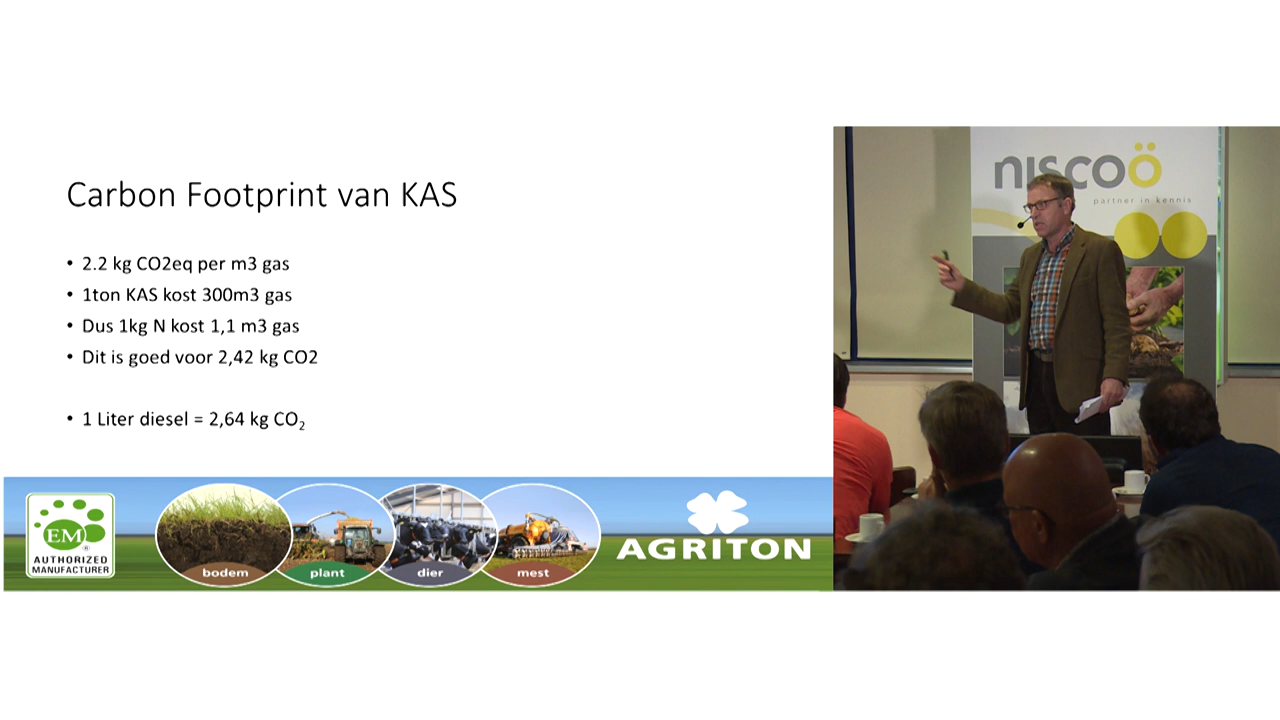 Carbon Footprint van KAS
• 2.2 kg CO2eq per m3 gas
• 1ton KAS kost 300m3 gas
• Dus 1kg N kost 1,1 m3 gas
• Dit is goed voor 2,42 kg CO2
• 1 Liter diesel = 2,64 kg CO₂
EM
®
AUTHORIZED
MANUFACTURER
bodem
plant
dier
mest
AGRITON
niscoö
partner in kennis